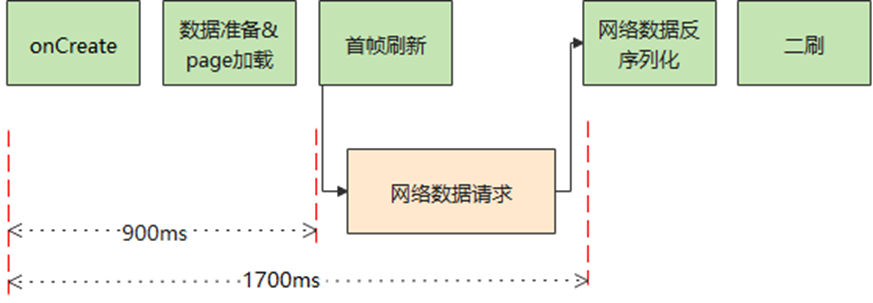 onCreate
数据准备&
page加载
首帧刷新
网络数据反
序列化
二刷
网络数据请求
900ms
1700ms